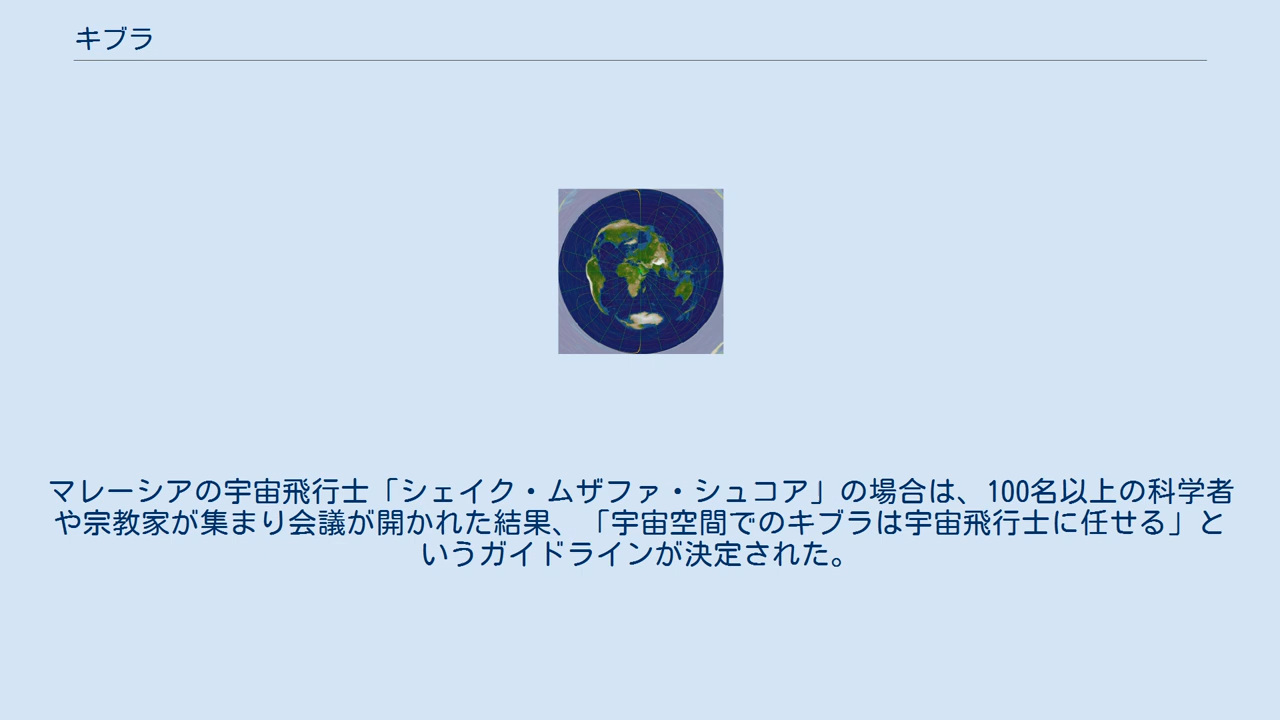 キブラ
マレーシアの宇宙飛行士「シェイク・ムザファ・シュコア」の場合は、100名以上の科学者
や宗教家が集まり会議が開かれた結果、「宇宙空間でのキブラは宇宙飛行士に任せる」と
いうガイドラインが決定された。